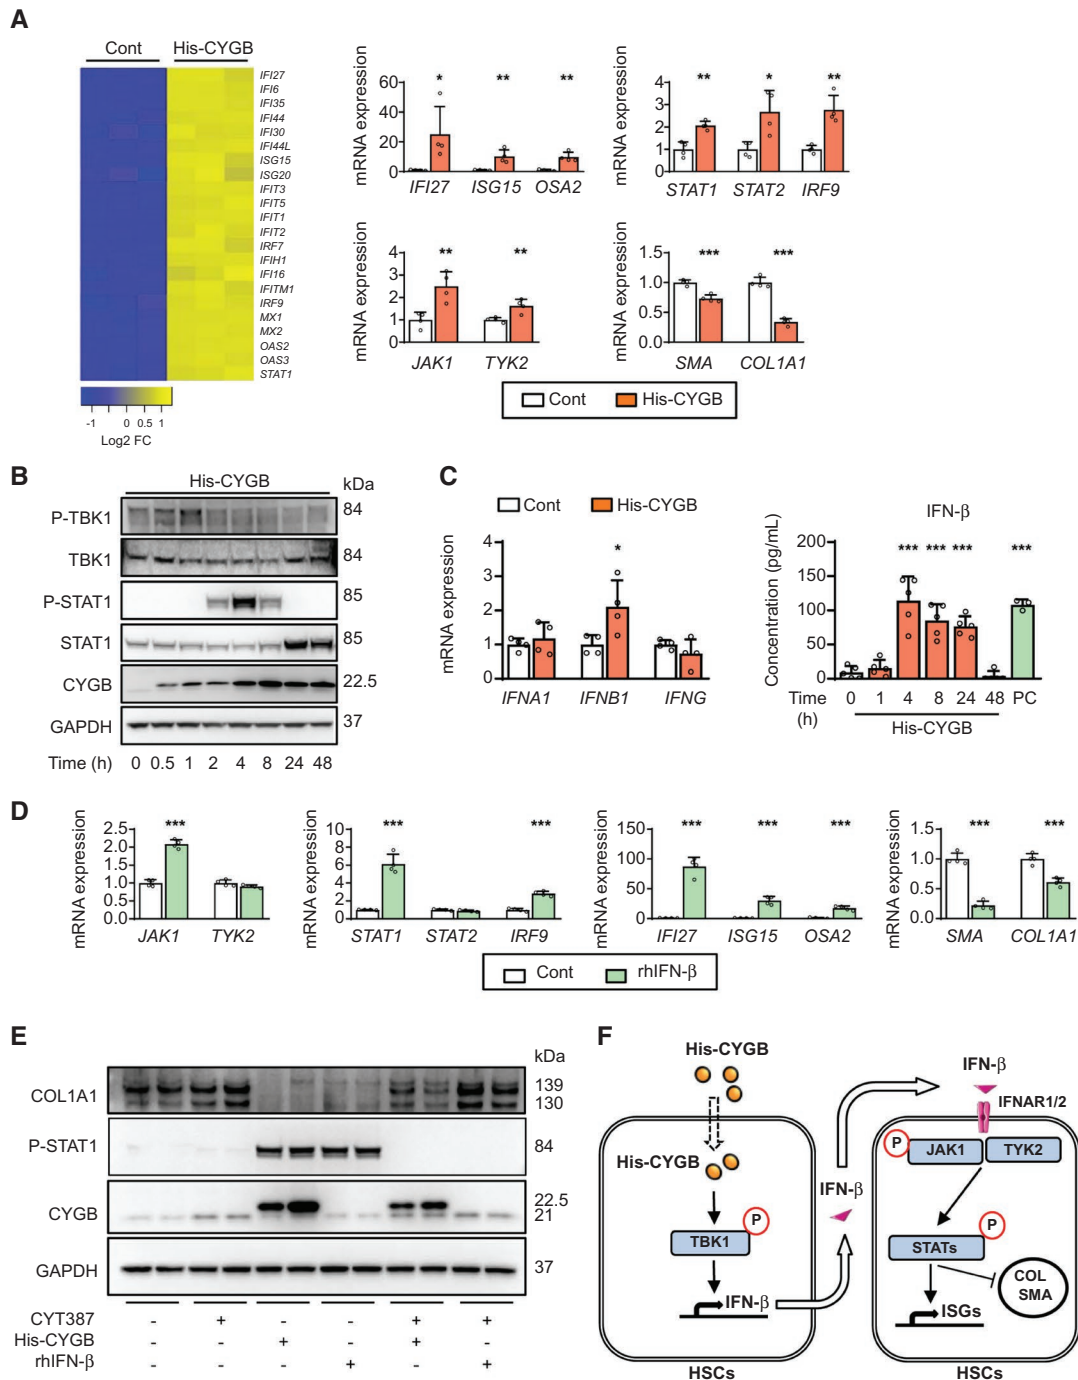 A
Cont His-CYGB
IFI27
IFI6
IFI35
IFI44
IFI30
IFI44L
ISG15
ISG20
IFIT3
IFIT5
IFIT1
IFIT2
IRF7
IFIH1
IFI16
IFITM1
IRF9
MX1
MX2
OAS2
OAS3
STAT1
-1 0 0.5 1
Log2 FC
mRNA expression
60
40
20
0
* ** **
IFI27 ISG15 OSA2
mRNA expression
4
3
2
1
0
** * **
STAT1 STAT2 IRF9
mRNA expression
4
3
2
1
0
** **
JAK1 TYK2
mRNA expression
1.5
1.0
0.5
0.0
*** ***
SMA COL1A1
Cont His-CYGB
B
His-CYGB kDa
P-TBK1 84
TBK1 84
P-STAT1 85
STAT1 85
CYGB 22.5
GAPDH 37
Time (h) 0 0.5 1 2 4 8 24 48
C
Cont His-CYGB
mRNA expression
4
3
2
1
0
*
IFNA1 IFNB1 IFNG
IFN-β
Concentration (pg/mL)
200
150
100
50
0
*** *** *** ***
Time 0 1 4 8 24 48 PC
(h)
His-CYGB
D
mRNA expression
2.5
2.0
1.5
1.0
0.5
0.0
***
JAK1 TYK2
mRNA expression
10
8
6
4
2
0
*** ***
STAT1 STAT2 IRF9
mRNA expression
150
100
50
0
*** *** ***
IFI27 ISG15 OSA2
mRNA expression
1.5
1.0
0.5
0.0
*** ***
SMA COL1A1
Cont rhIFN-β
E
kDa
COL1A1 139
130
P-STAT1 84
CYGB 22.5
21
GAPDH 37
CYT387 - + - - + +
His-CYGB - - + - + -
rhIFN-β - - - + - +
F
His-CYGB
His-CYGB
P
TBK1
IFN-β
HSCs
IFN-β
IFN-β
IFNAR1/2
P
JAK1 TYK2
P
STATs
COL
SMA
ISGs
HSCs